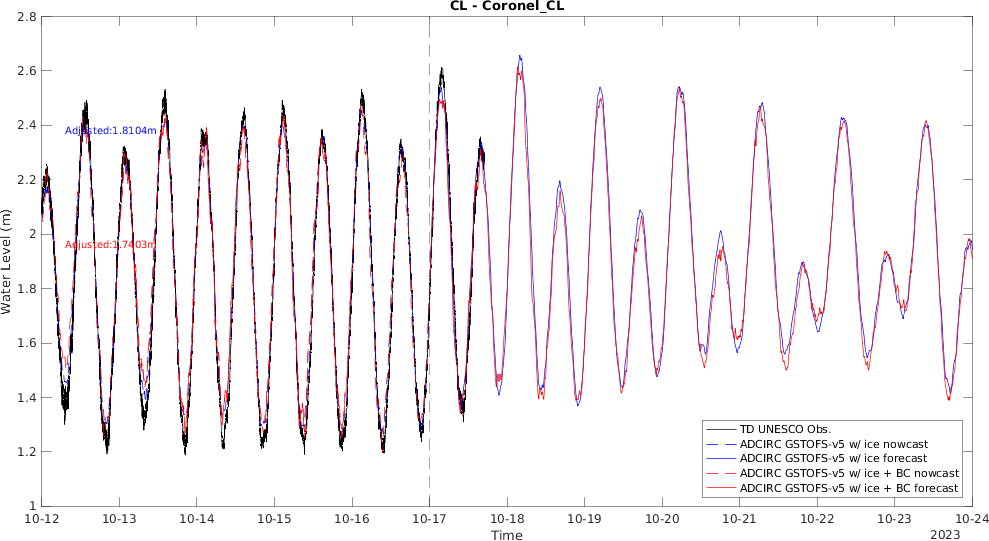 CL - Coronel_CL
2.8
2.6
2.4
2.2
2
1.8
1.6
1.4
1.2
1
Water Level (m)
Adjusted:1.8104m
Adjusted:1.7403m
TD UNESCO Obs.
ADCIRC GSTOFS-v5 w/ ice nowcast
ADCIRC GSTOFS-v5 w/ ice forecast
ADCIRC GSTOFS-v5 w/ ice + BC nowcast
ADCIRC GSTOFS-v5 w/ ice + BC forecast
10-12 10-13 10-14 10-15 10-16 10-17 10-18 10-19 10-20 10-21 10-22 10-23 10-24
Time
2023